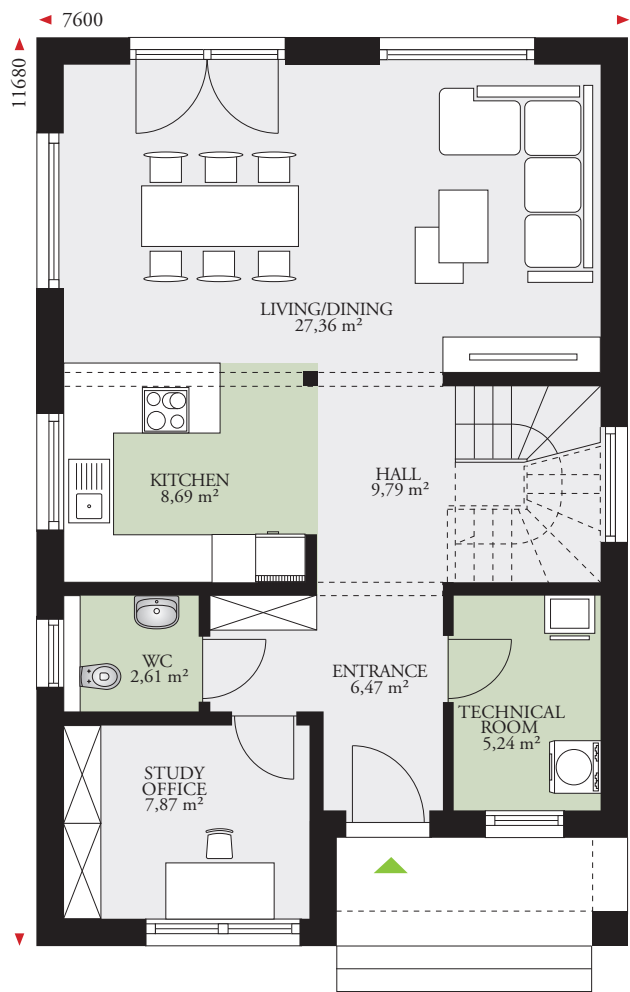 7600
11680
LIVING/DINING
27,36 m²
KITCHEN
8,69 m²
HALL
9,79 m²
WC
2,61 m²
ENTRANCE
6,47 m²
TECHNICAL
ROOM
5,24 m²
STUDY
OFFICE
7,87 m²